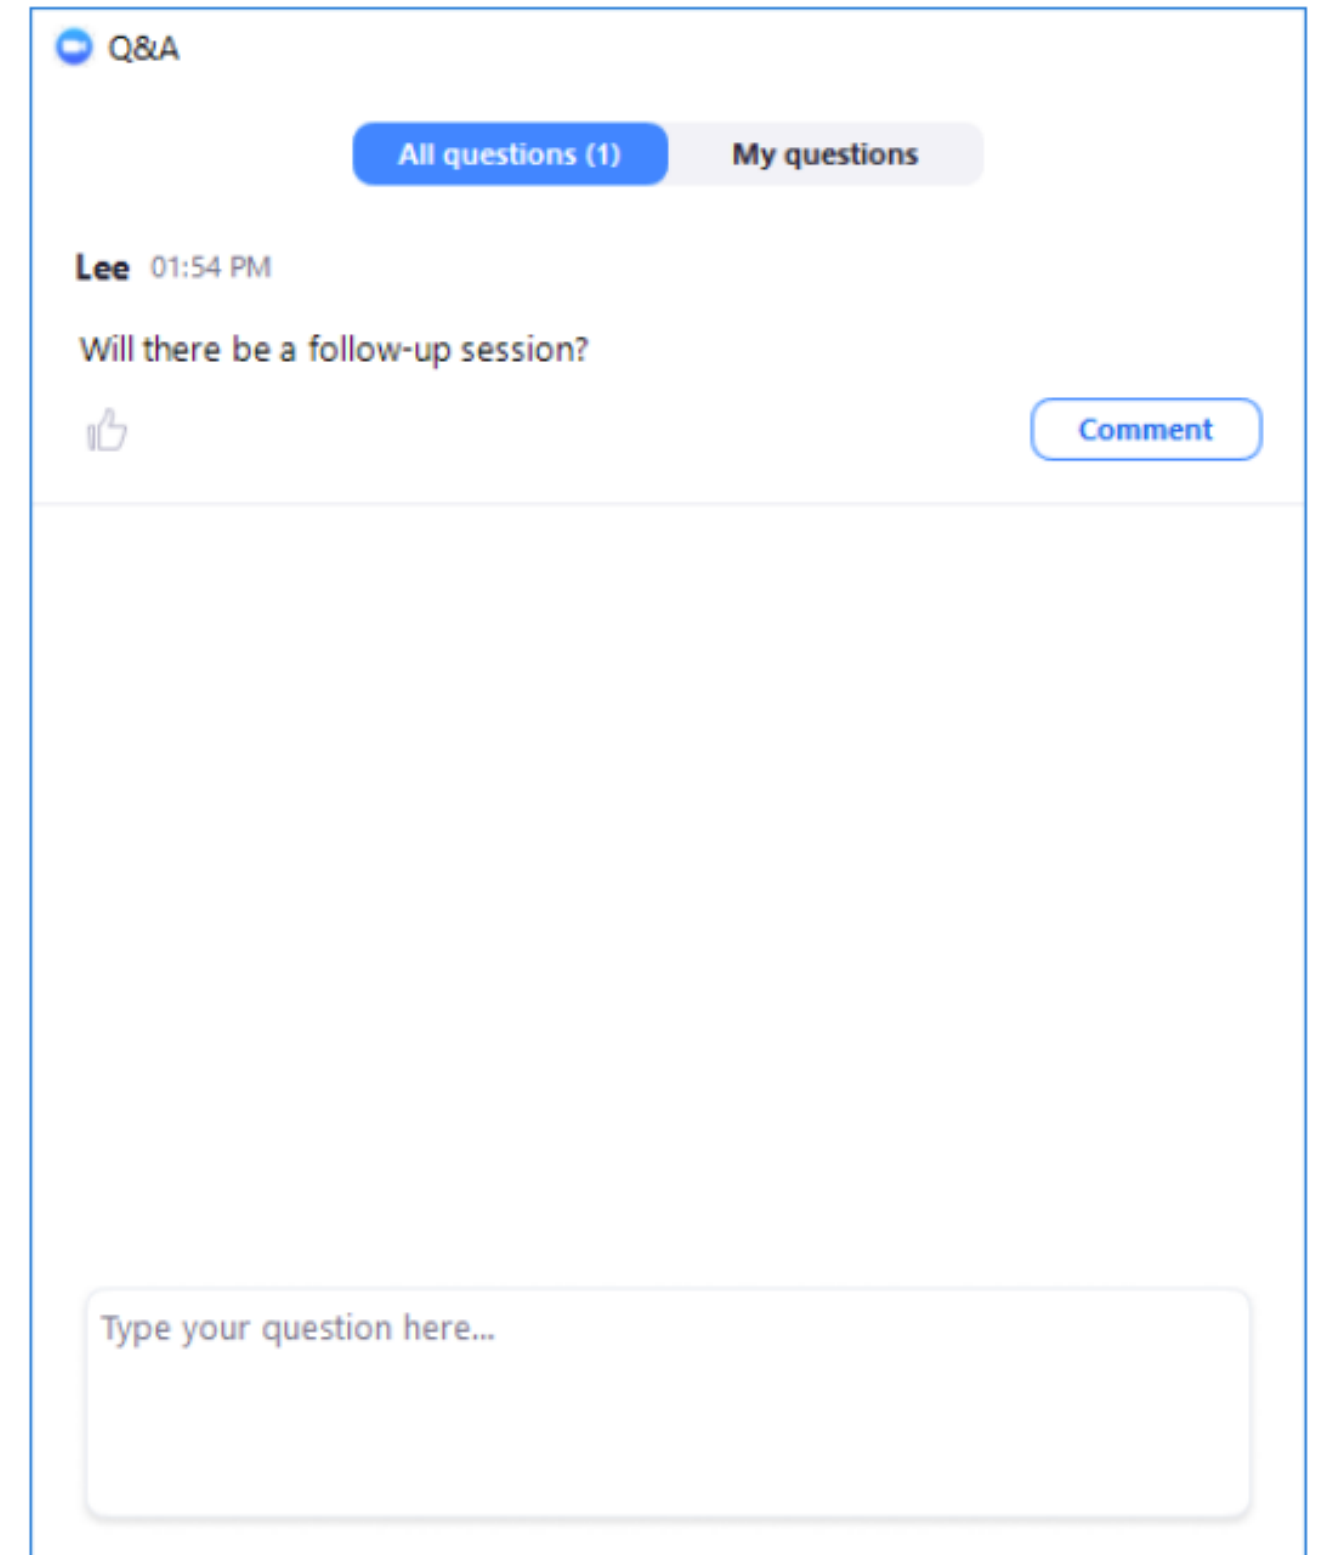 Q&A
All questions (1) My questions
Lee 01:54 PM
Will there be a follow-up session?
Comment
Type your question here...